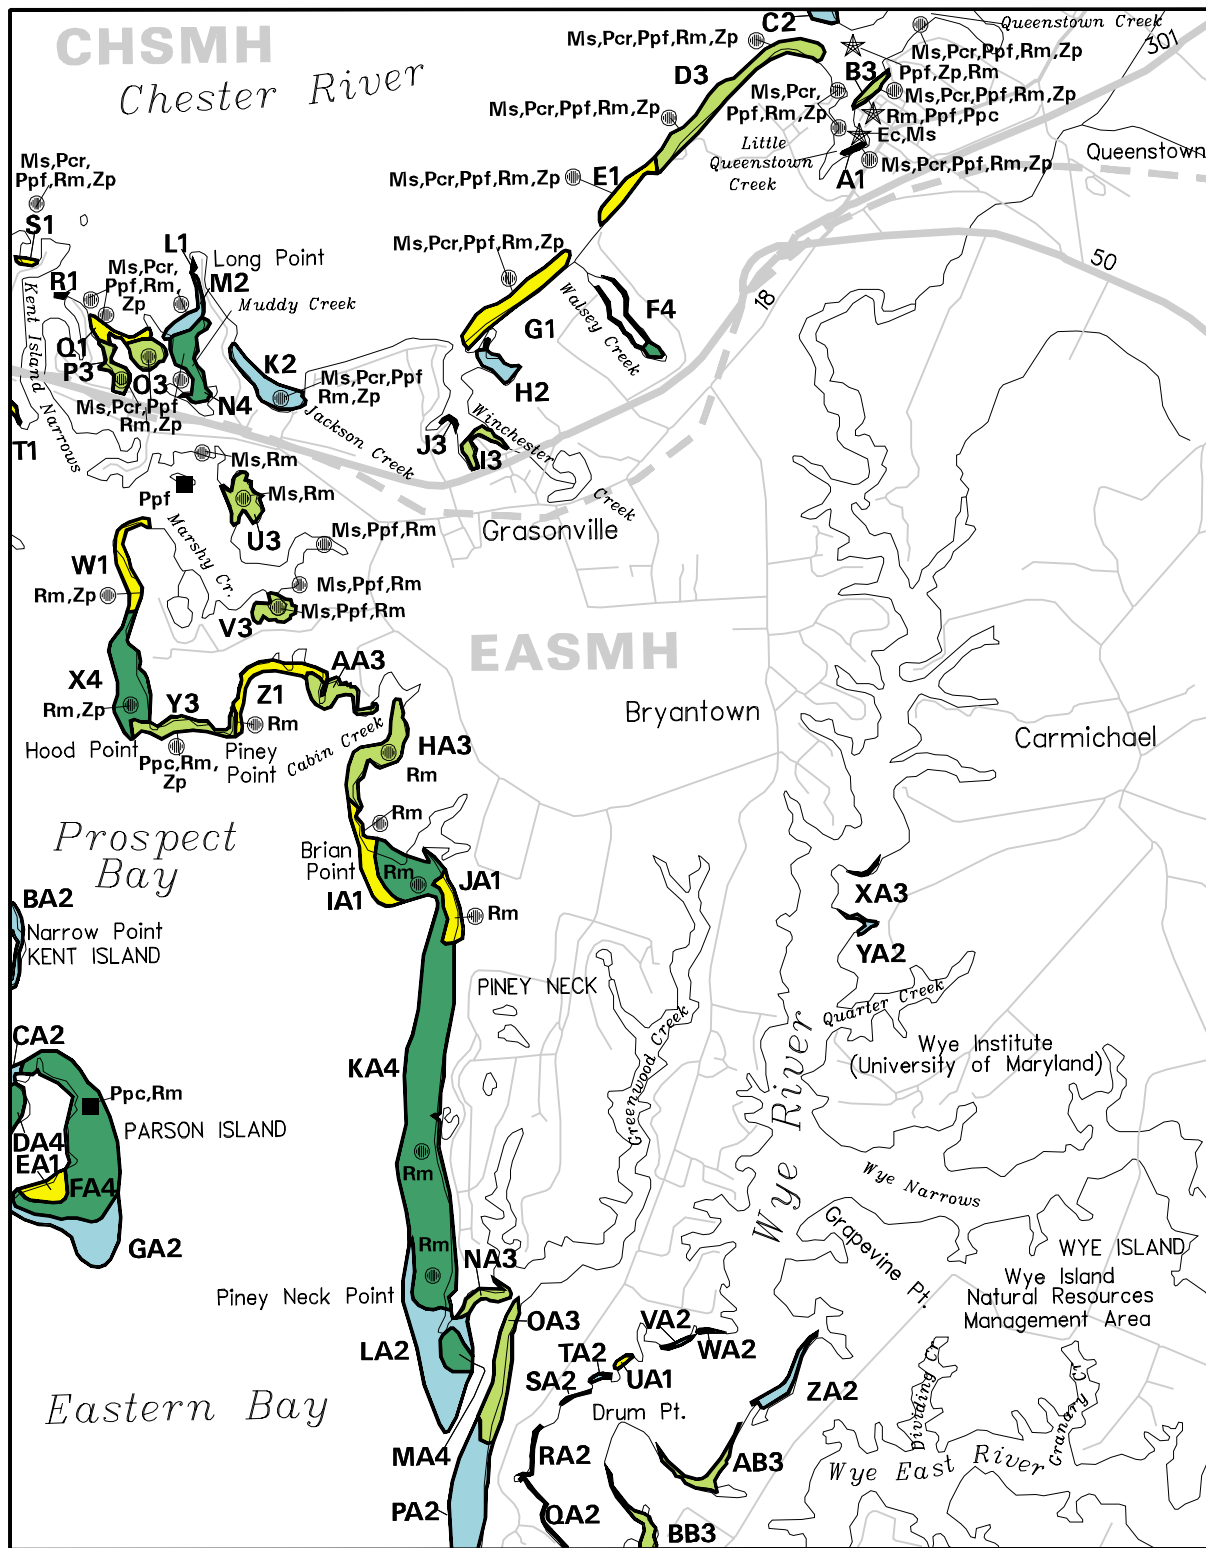 CHSMH
Chester River
C2
Queenstown Creek
301
Ms,Pcr,Ppf,Rm,Zp
Ms,Pcr,Ppf,Rm,Zp
D3
B3
Ppf,Zp,Rm
Ms,Pcr,
Ppf,Rm,Zp
Ms,Pcr,Ppf,Rm,Zp
Ms,Pcr,Ppf,Rm,Zp
Rm,Ppf,Ppc
Ec,Ms
Little
Queenstown
Creek
Queenstown
Ms,Pcr,
Ppf,Rm,Zp
Ms,Pcr,Ppf,Rm,Zp
E1
A1
Ms,Pcr,Ppf,Rm,Zp
S1
L1
Long Point
Ms,Pcr,Ppf,Rm,Zp
50
R1
Ms,Pcr,
Ppf,Rm,
Zp
M2
Muddy Creek
Kent Island Narrows
Walsey Creek
18
F4
G1
Q1
P3
O3
K2
Ms,Pcr,Ppf
Rm,Zp
H2
N4
Ms,Pcr,Ppf
Rm,Zp
Jackson Creek
Winchester
Creek
J3
I3
T1
Ms,Rm
Ppf
Ms,Rm
Marshy Cr.
U3
Ms,Ppf,Rm
Grasonville
W1
Rm,Zp
Ms,Ppf,Rm
Ms,Ppf,Rm
V3
EASMH
AA3
X4
Y3
Z1
Rm,Zp
Rm
Bryantown
Hood Point
Piney
Point
Cabin Creek
HA3
Rm
Carmichael
Ppc,Rm,
Zp
Rm
Prospect
Bay
Brian
Point
Rm
IA1
JA1
Rm
XA3
BA2
Narrow Point
KENT ISLAND
YA2
PINEY NECK
Quarter Creek
CA2
Greenwood Creek
Wye River
Wye Institute
(University of Maryland)
KA4
Ppc,Rm
PARSON ISLAND
DA4
EA1
FA4
Rm
Wye Narrows
Grapevine Pt.
GA2
Rm
NA3
WYE ISLAND
Wye Island
Natural Resources
Management Area
Piney Neck Point
OA3
VA2
WA2
LA2
TA2
UA1
SA2
ZA2
Dividing Cr
Granary Cr
Eastern Bay
Drum Pt.
MA4
RA2
AB3
Wye East River
PA2
QA2
BB3